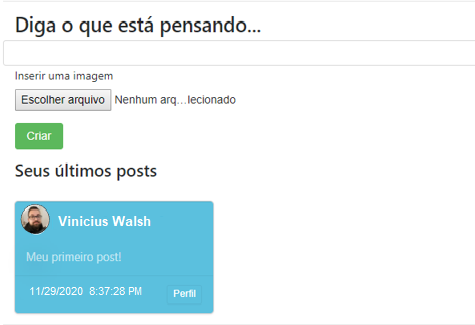 Diga o que está pensando...
Inserir uma imagem
Escolher arquivo Nenhum arq...lecionado
Criar
Seus últimos posts
Vinicius Walsh
Meu primeiro post!
11/29/2020 8:37:28 PM Perfil